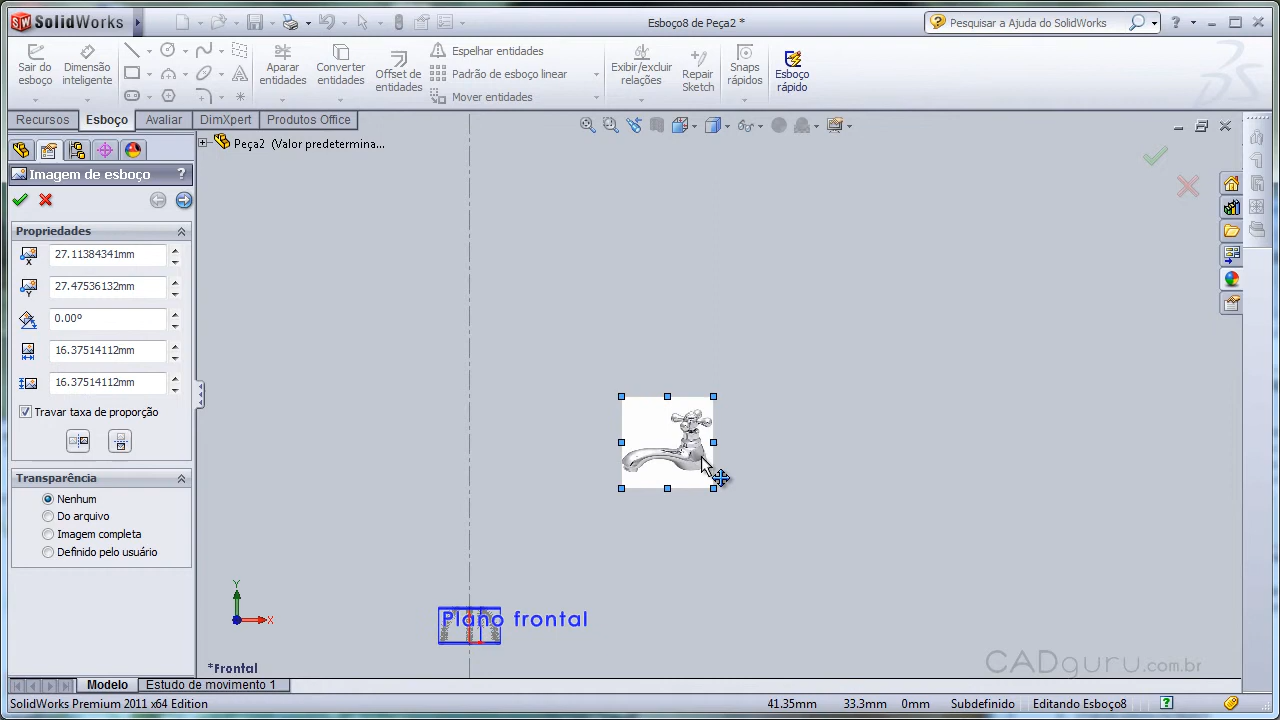 SolidWorks
Esboço8 de Peça2 *
Pesquisar a Ajuda do SolidWorks
?
Sair do esboço
Dimensão inteligente
Aparar entidades
Converter entidades
Offset de entidades
Espelhar entidades
Padrão de esboço linear
Mover entidades
Exibir/excluir relações
Repair Sketch
Snaps rápidos
Esboço rápido
Recursos
Esboço
Avaliar
DimXpert
Produtos Office
Peça2 (Valor predetermina...
Imagem de esboço
?
Propriedades
27.11384341mm
27.47536132mm
0.00º
16.37514112mm
16.37514112mm
Travar taxa de proporção
Transparência
Nenhum
Do arquivo
Imagem completa
Definido pelo usuário
Y
X
Plano frontal
*Frontal
CADguru.com.br
Modelo
Estudo de movimento 1
SolidWorks Premium 2011 x64 Edition
41.35mm
33.3mm
0mm
Subdefinido
Editando Esboço8
?